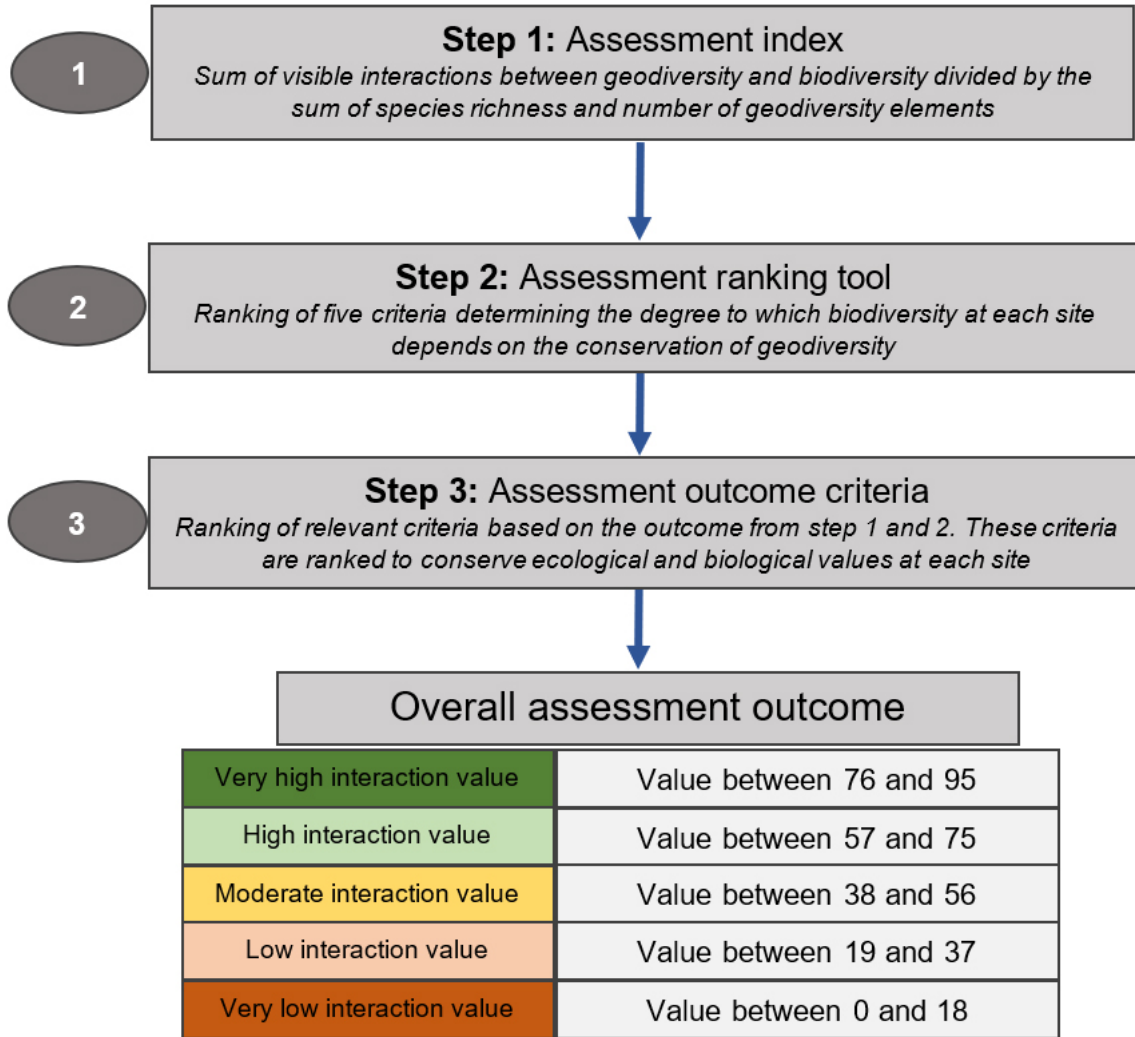 1
Step 1: Assessment index
Sum of visible interactions between geodiversity and biodiversity divided by the
sum of species richness and number of geodiversity elements
2
Step 2: Assessment ranking tool
Ranking of five criteria determining the degree to which biodiversity at each site
depends on the conservation of geodiversity
3
Step 3: Assessment outcome criteria
Ranking of relevant criteria based on the outcome from step 1 and 2. These criteria
are ranked to conserve ecological and biological values at each site
Overall assessment outcome
Very high interaction value Value between 76 and 95
High interaction value Value between 57 and 75
Moderate interaction value Value between 38 and 56
Low interaction value Value between 19 and 37
Very low interaction value Value between 0 and 18